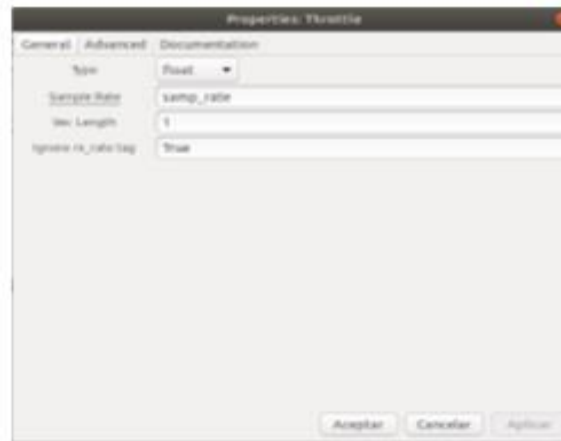 Properties: Throttle
General Advanced Documentation
Type Float
Sample Rate samp_rate
Vec Length 1
Ignore rx_rate tag True
Aceptar Cancelar Aplicar